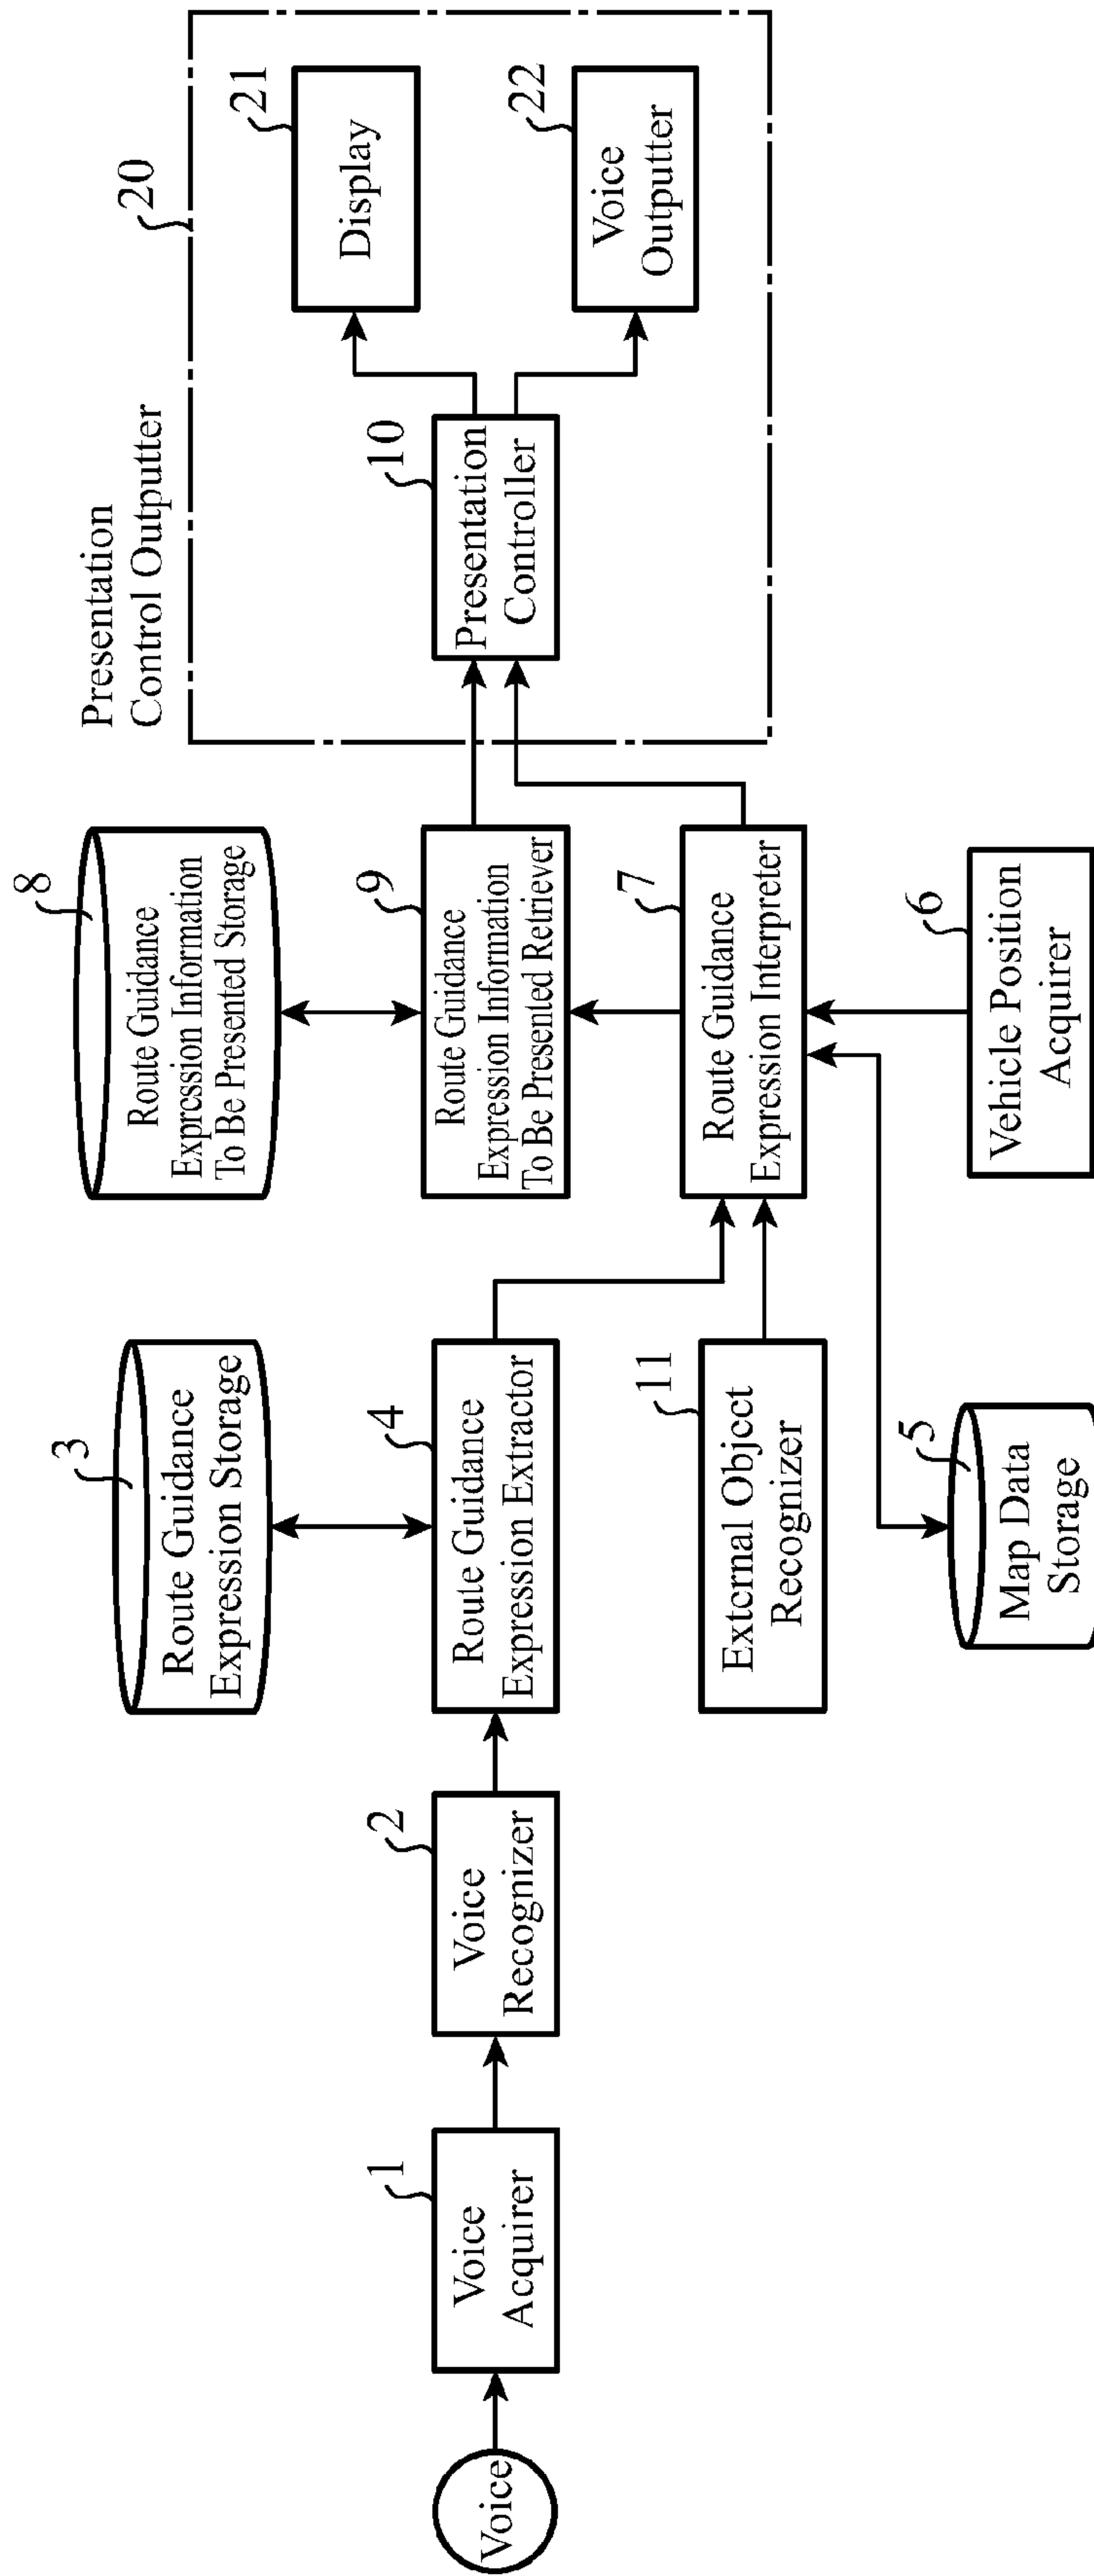 Voice
1
Voice
Acquirer
2
Voice
Recognizer
3
Route Guidance
Expression Storage
4
Route Guidance
Expression Extractor
11
External Object
Recognizer
5
Map Data
Storage
8
Route Guidance
Expression Information
To Be Presented Storage
9
Route Guidance
Expression Information
To Be Presented Retriever
7
Route Guidance
Expression Interpreter
6
Vehicle Position
Acquirer
Presentation
Control Outputter
20
10
Presentation
Controller
21
Display
22
Voice
Outputter